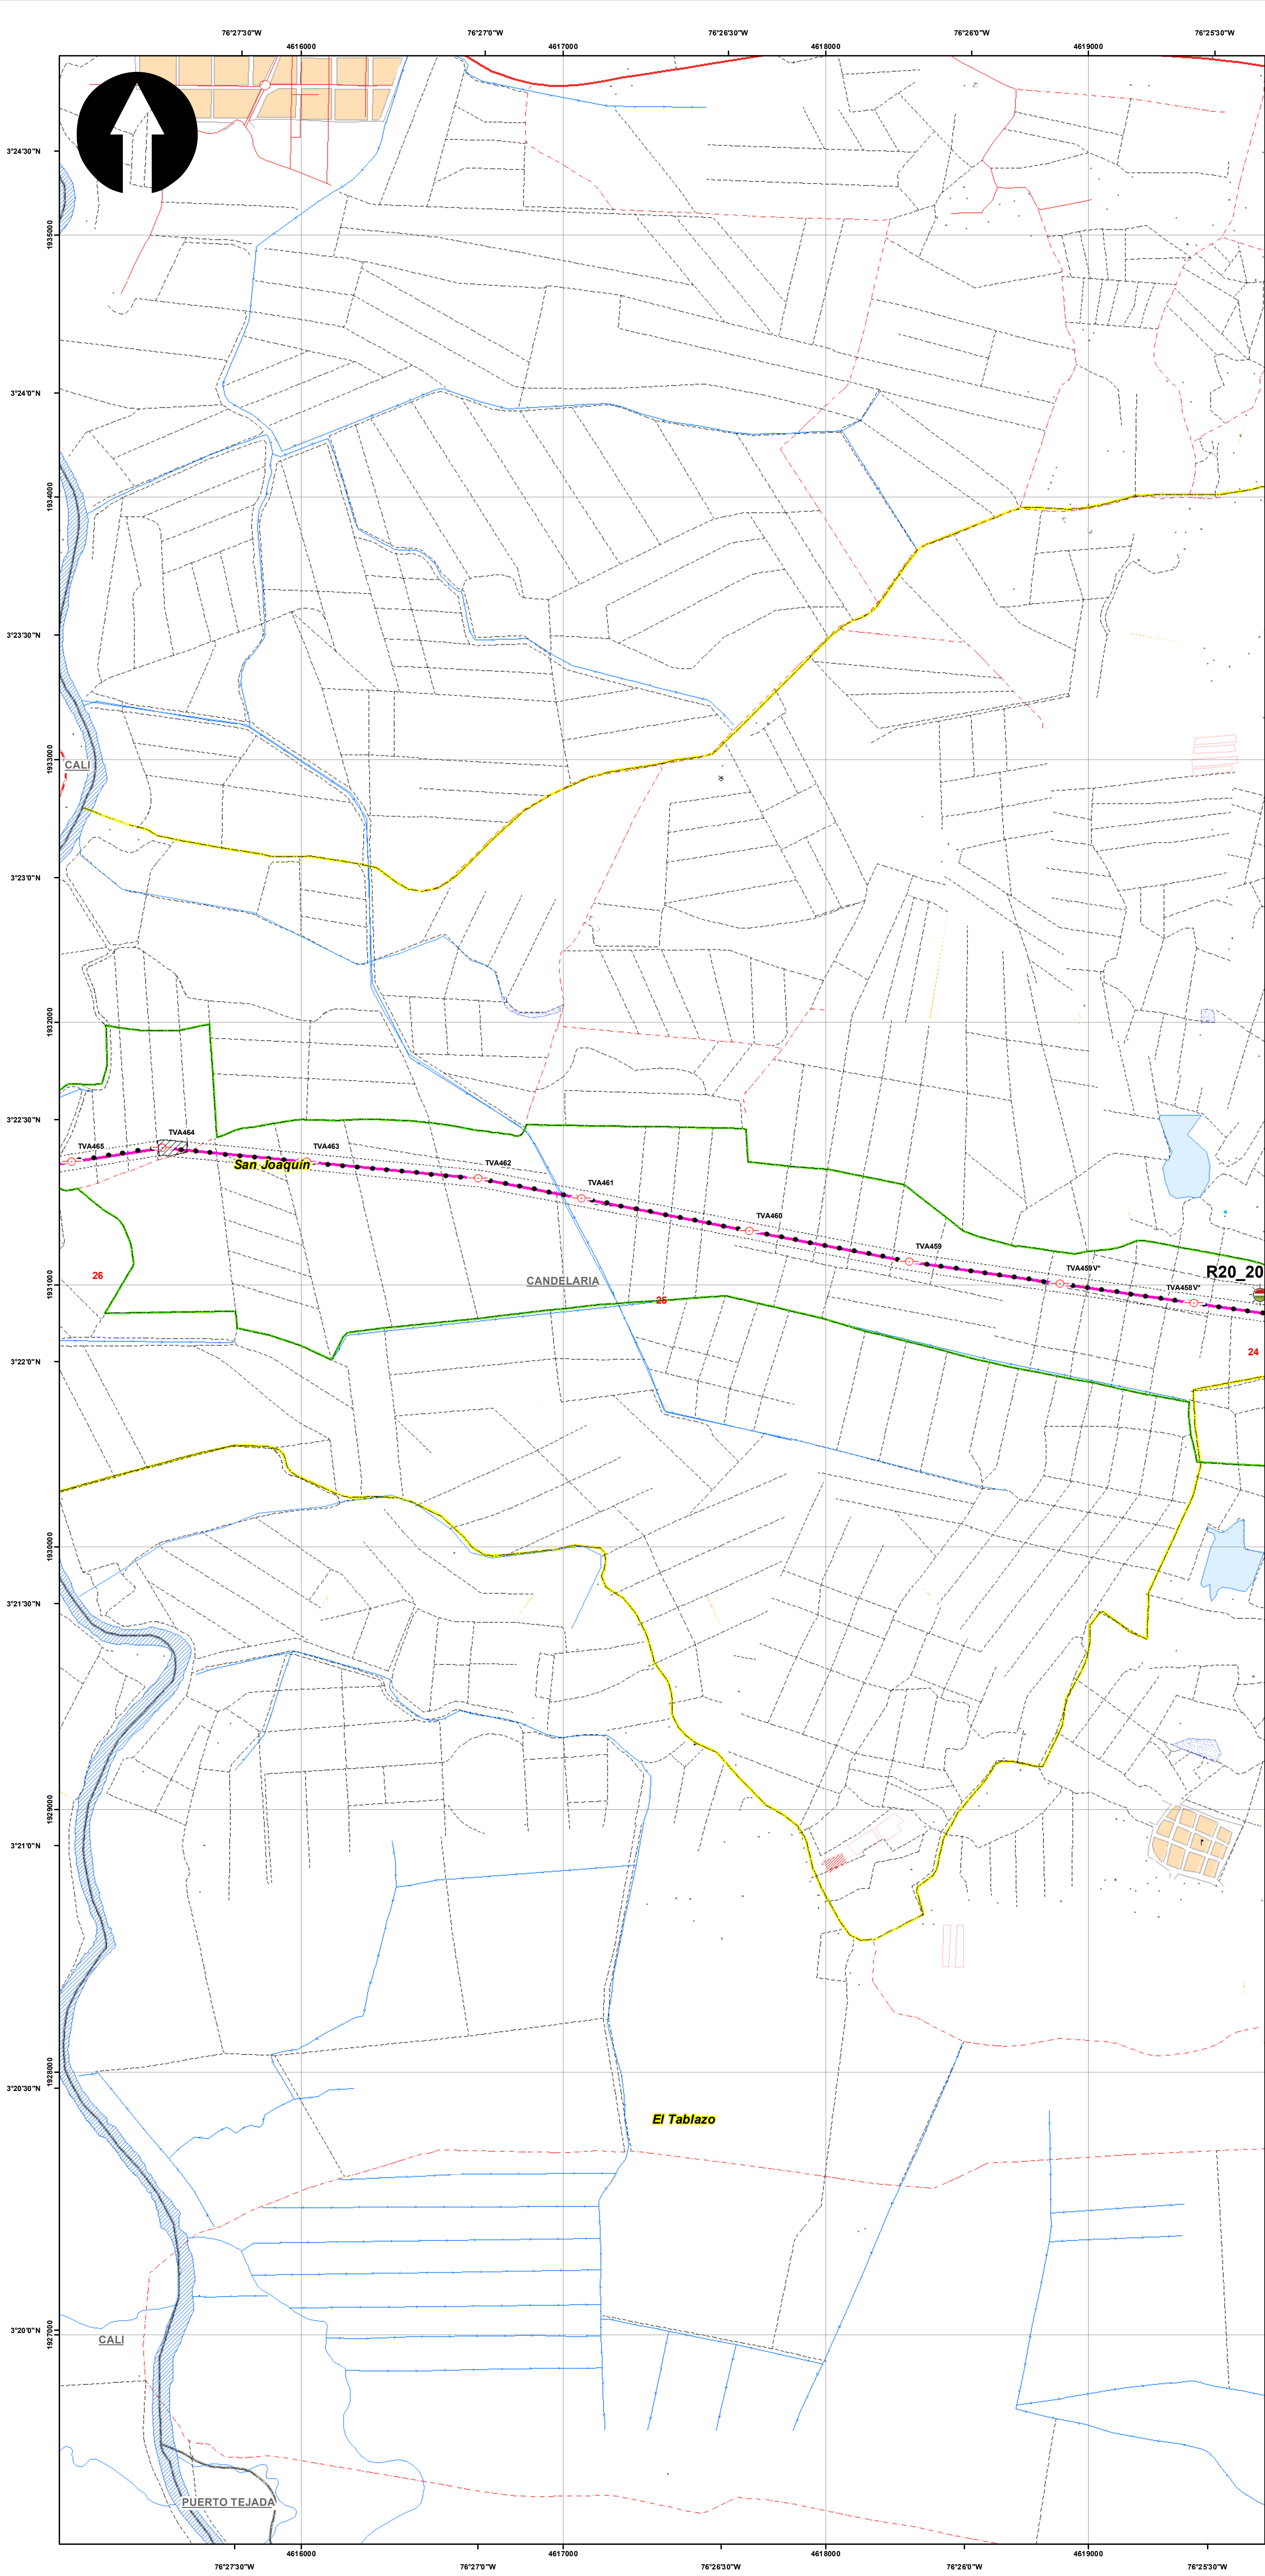 76°27'30"W 4616000 76°27'0"W 4617000 76°26'30"W 4618000 76°26'0"W 4619000 76°25'30"W
3°24'30"N
1935000
3°24'0"N
1934000
3°23'30"N
1933000
CALI
3°23'0"N
1932000
3°22'30"N
TVA465 TVA464 TVA463
San Joaquín
TVA462
TVA461
TVA460
TVA459
TVA459V*
R20_20
26
CANDELARIA
1931000
TVA458V*
25
24
3°22'0"N
1930000
3°21'30"N
1929000
3°21'0"N
1928000
3°20'30"N
El Tablazo
3°20'0"N
1927000
CALI
PUERTO TEJADA
76°27'30"W 4616000 76°27'0"W 4617000 76°26'30"W 4618000 76°26'0"W 4619000 76°25'30"W